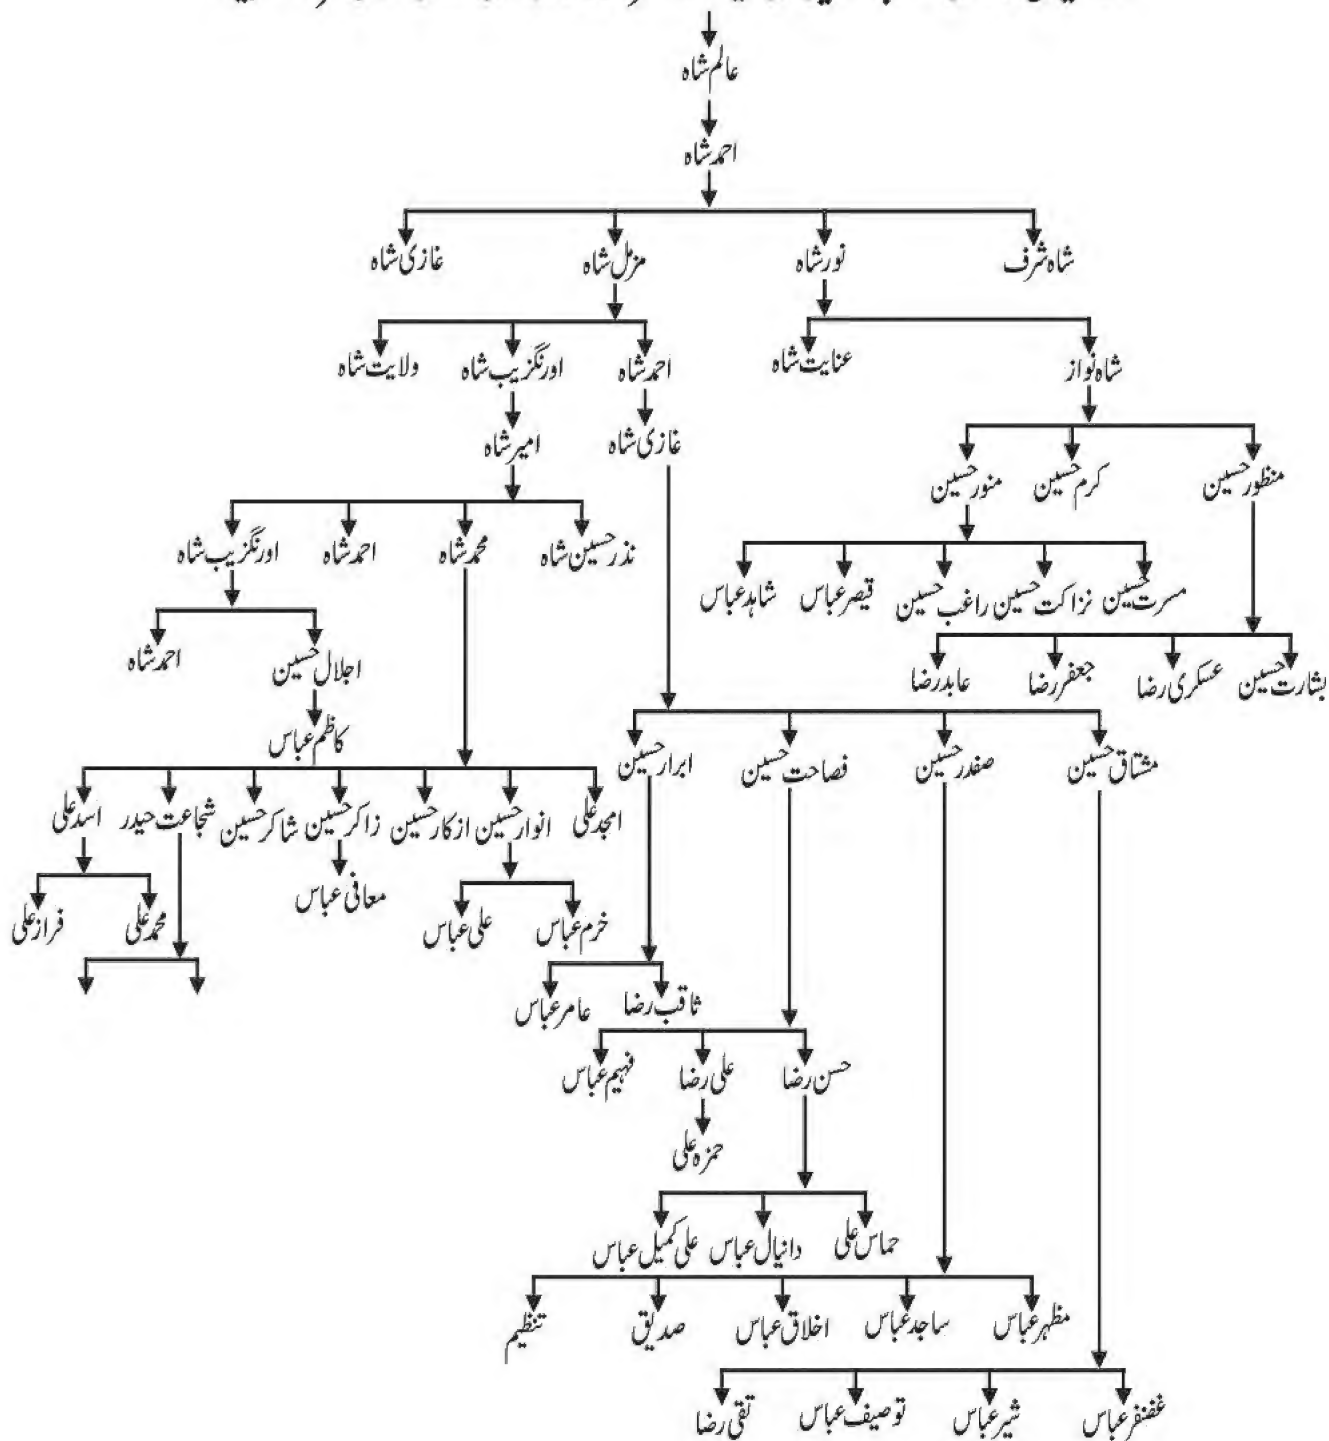 عالم شاہ
احمد شاہ
شاہ شرف نور شاہ مزمل شاہ غازی شاہ
شاہ نواز عنایت شاہ احمد شاہ اورنگزیب شاہ ولایت شاہ
غازی شاہ امیر شاہ
منظور حسین کرم حسین منور حسین
نذر حسین شاہ محمد شاہ احمد شاہ اورنگزیب شاہ
مسرت حسین نزاکت حسین راغب حسین قیصر عباس شاہد عباس
اجلال حسین احمد شاہ
بشارت حسین عسکری رضا جعفر رضا عابد رضا
کاظم عباس
مشتاق حسین صفدر حسین فصاحت حسین ابرار حسین
امجد علی انوار حسین ازکار حسین زاکر حسین شاکر حسین شجاعت حیدر اسد علی
معافی عباس
خرم عباس علی عباس محمد علی فراز علی
ثاقب رضا عامر عباس
حسن رضا علی رضا فہیم عباس
حمزہ علی
حماس علی دانیال عباس علی کمیل عباس
مظہر عباس ساجد عباس اخلاق عباس صدیق تنظیم
غضنفر عباس شیر عباس توصیف عباس تقی رضا